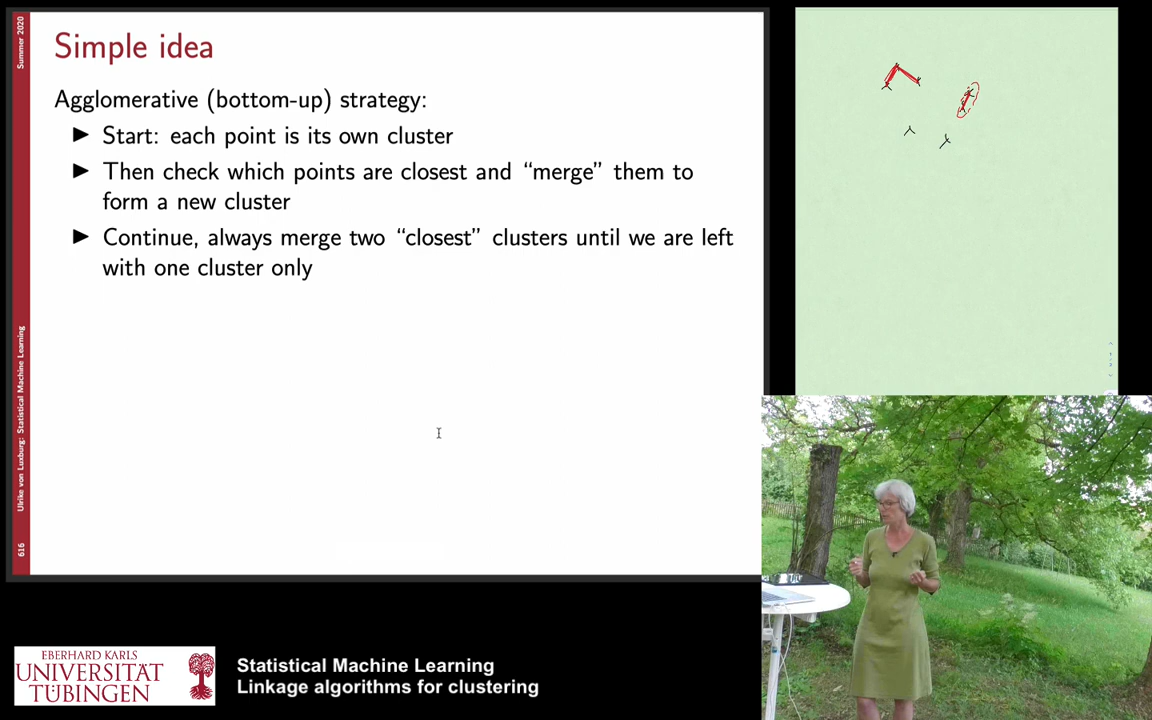 Summer 2020
Simple idea
Agglomerative (bottom-up) strategy:
▶ Start: each point is its own cluster
▶ Then check which points are closest and “merge” them to
form a new cluster
▶ Continue, always merge two “closest” clusters until we are left
with one cluster only
Ulrike von Luxburg: Statistical Machine Learning
616
EBERHARD KARLS
UNIVERSITÄT
TÜBINGEN
Statistical Machine Learning
Linkage algorithms for clustering